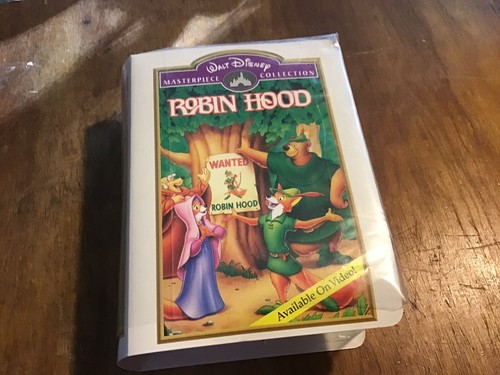 Walt Disney
MASTERPIECE COLLECTION
ROBIN HOOD
WANTED
ROBIN HOOD
Available On Video!